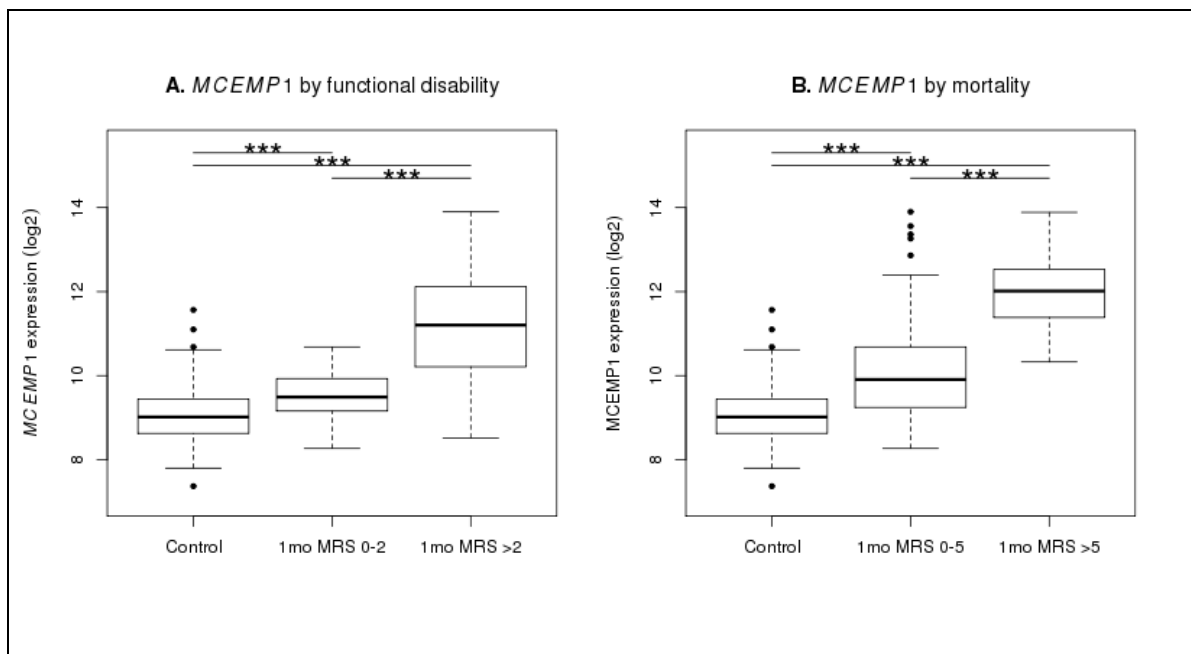 A. MCEMP1 by functional disability
MCEMP1 expression (log2)
14
12
10
8
***
***
***
Control
1mo MRS 0-2
1mo MRS >2
B. MCEMP1 by mortality
MCEMP1 expression (log2)
14
12
10
8
***
***
***
Control
1mo MRS 0-5
1mo MRS >5